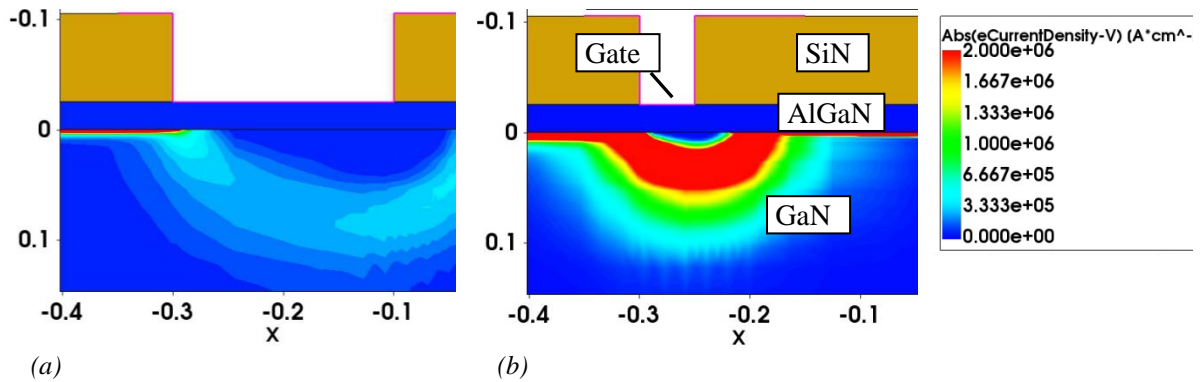 -0.1
0
0.1
-0.4
-0.3
-0.2
-0.1
X
(a)
-0.1
0
0.1
-0.4
-0.3
-0.2
-0.1
X
(b)
Gate
SiN
AlGaN
GaN
Abs(eCurrentDensity-V) (A*cm^-
2.000e+06
1.667e+06
1.333e+06
1.000e+06
6.667e+05
3.333e+05
0.000e+00